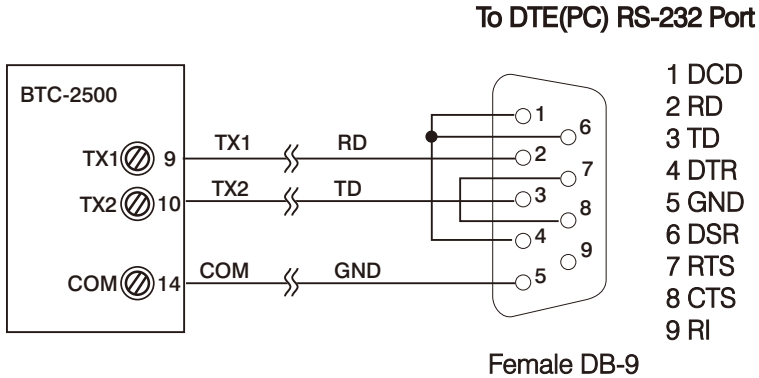 To DTE(PC) RS-232 Port
BTC-2500
TX1 9 TX1 RD 2
TX2 10 TX2 TD 3
COM 14 COM GND 5
1
6
7
8
4
9
1 DCD
2 RD
3 TD
4 DTR
5 GND
6 DSR
7 RTS
8 CTS
9 RI
Female DB-9